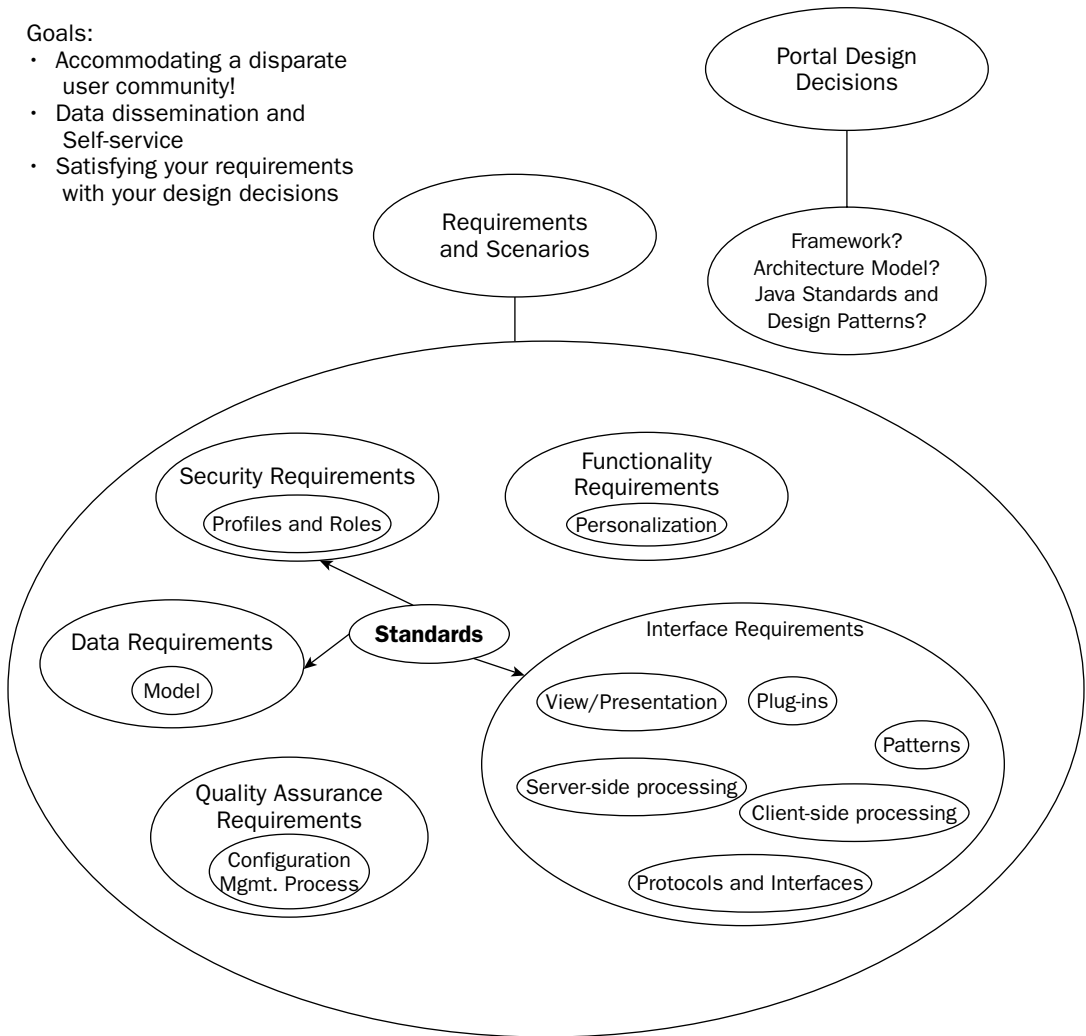 Goals:
· Accommodating a disparate
user community!
· Data dissemination and
Self-service
· Satisfying your requirements
with your design decisions
Portal Design
Decisions
Requirements
and Scenarios
Framework?
Architecture Model?
Java Standards and
Design Patterns?
Security Requirements
Profiles and Roles
Functionality
Requirements
Personalization
Standards
Data Requirements
Model
Interface Requirements
View/Presentation
Plug-ins
Patterns
Server-side processing
Client-side processing
Protocols and Interfaces
Quality Assurance
Requirements
Configuration
Mgmt. Process